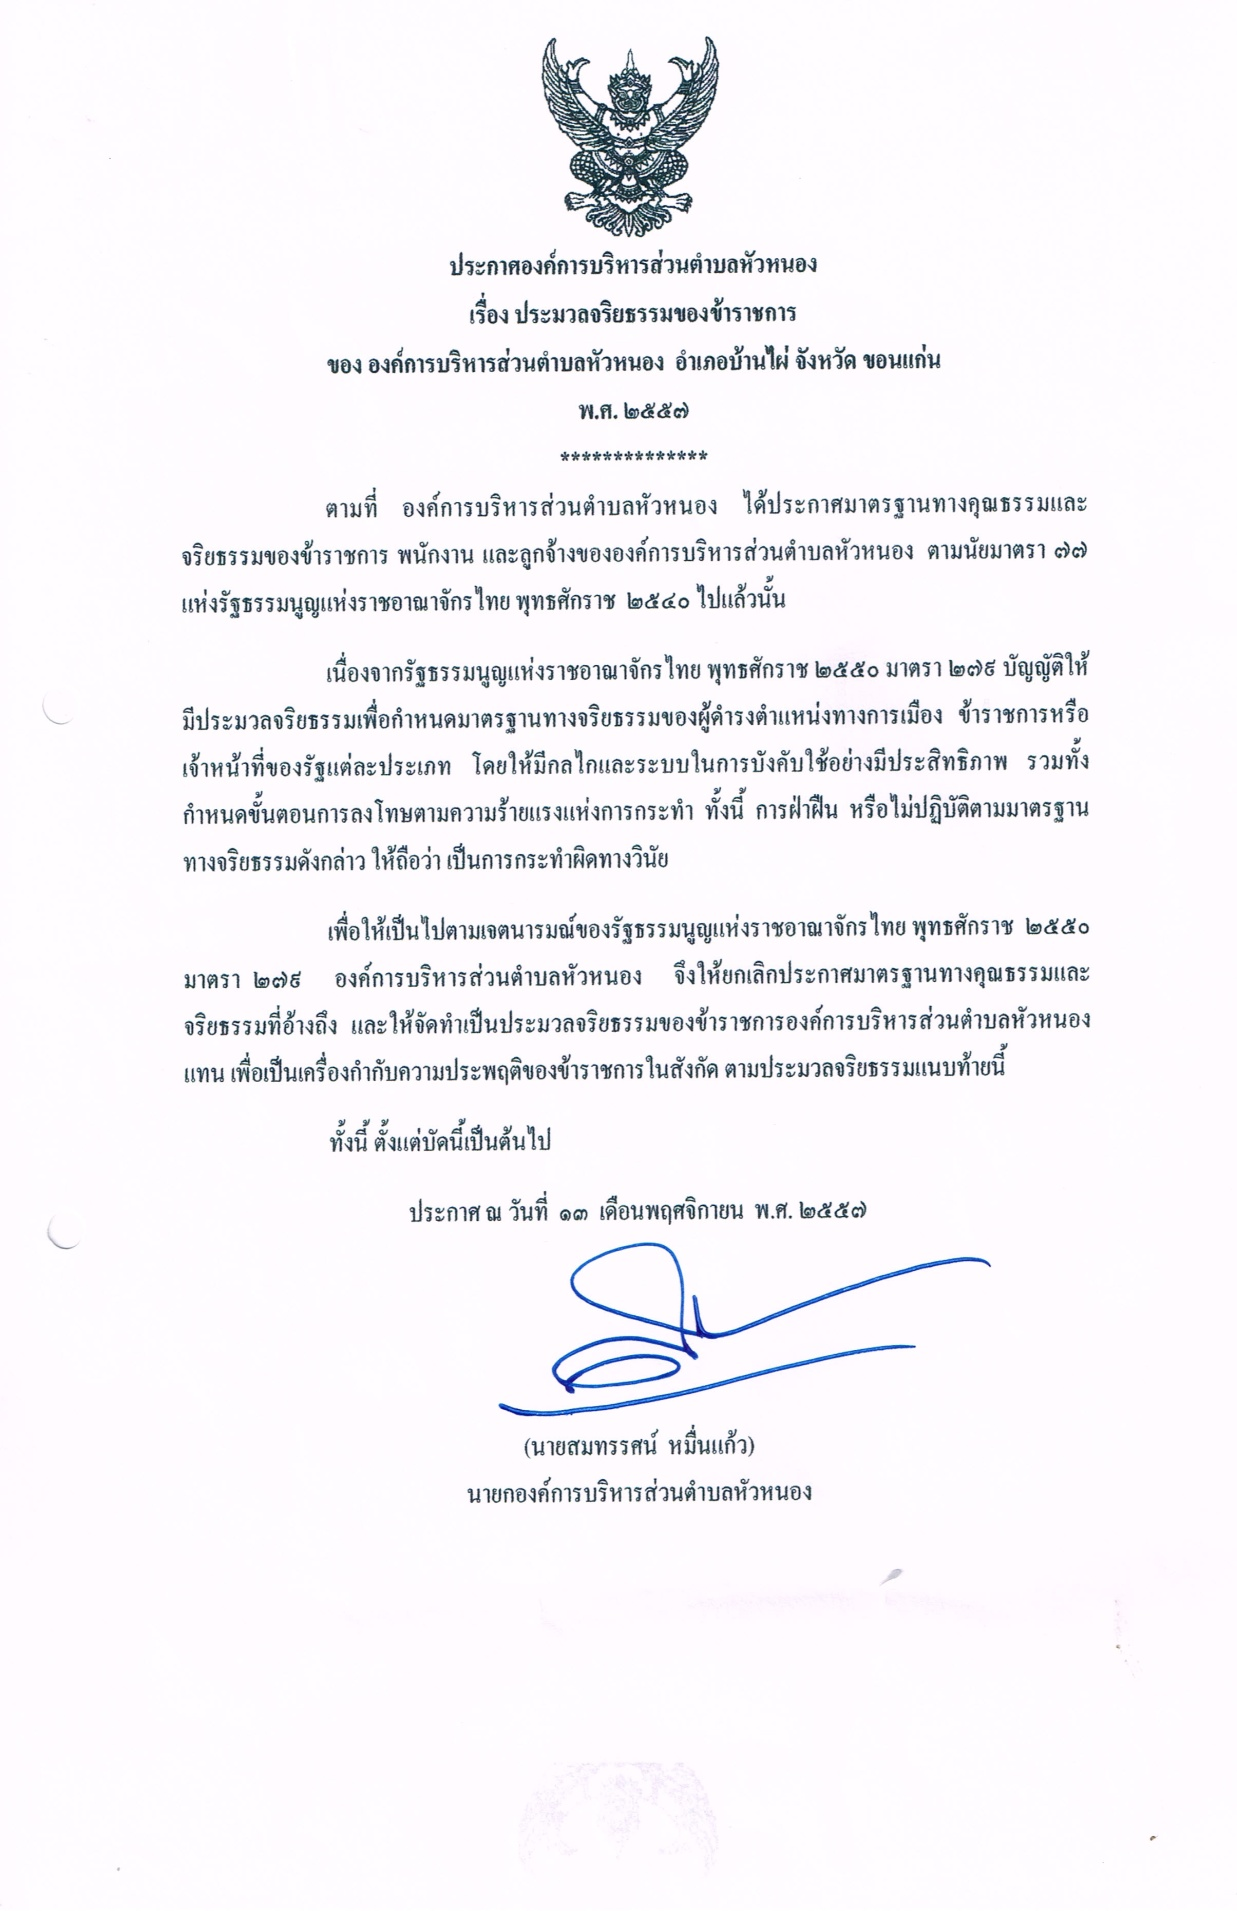 ประกาศองค์การบริหารส่วนตำบลหัวหนอง
เรื่อง ประมวลจริยธรรมของข้าราชการ
ของ องค์การบริหารส่วนตำบลหัวหนอง อำเภอบ้านไผ่ จังหวัด ขอนแก่น
พ.ศ. ๒๕๕๗
**************
ตามที่ องค์การบริหารส่วนตำบลหัวหนอง ได้ประกาศมาตรฐานทางคุณธรรมและ
จริยธรรมของข้าราชการ พนักงาน และลูกจ้างขององค์การบริหารส่วนตำบลหัวหนอง ตามนัยมาตรา ๗๗
แห่งรัฐธรรมนูญแห่งราชอาณาจักรไทย พุทธศักราช ๒๕๔๐ ไปแล้วนั้น
เนื่องจากรัฐธรรมนูญแห่งราชอาณาจักรไทย พุทธศักราช ๒๕๕๐ มาตรา ๒๗๙ บัญญัติให้
มีประมวลจริยธรรมเพื่อกำหนดมาตรฐานทางจริยธรรมของผู้ดำรงตำแหน่งทางการเมือง ข้าราชการหรือ
เจ้าหน้าที่ของรัฐแต่ละประเภท โดยให้มีกลไกและระบบในการบังคับใช้อย่างมีประสิทธิภาพ รวมทั้ง
กำหนดขั้นตอนการลงโทษตามความร้ายแรงแห่งการกระทำ ทั้งนี้ การฝ่าฝืน หรือไม่ปฏิบัติตามมาตรฐาน
ทางจริยธรรมดังกล่าว ให้ถือว่า เป็นการกระทำผิดทางวินัย
เพื่อให้เป็นไปตามเจตนารมณ์ของรัฐธรรมนูญแห่งราชอาณาจักรไทย พุทธศักราช ๒๕๕๐
มาตรา ๒๗๙ องค์การบริหารส่วนตำบลหัวหนอง จึงให้ยกเลิกประกาศมาตรฐานทางคุณธรรมและ
จริยธรรมที่อ้างถึง และให้จัดทำเป็นประมวลจริยธรรมของข้าราชการองค์การบริหารส่วนตำบลหัวหนอง
แทน เพื่อเป็นเครื่องกำกับความประพฤติของข้าราชการในสังกัด ตามประมวลจริยธรรมแนบท้ายนี้
ทั้งนี้ ตั้งแต่บัดนี้เป็นต้นไป
ประกาศ ณ วันที่ ๑๓ เดือนพฤศจิกายน พ.ศ. ๒๕๕๗
(นายสมทรรศน์ หมื่นแก้ว)
นายกองค์การบริหารส่วนตำบลหัวหนอง